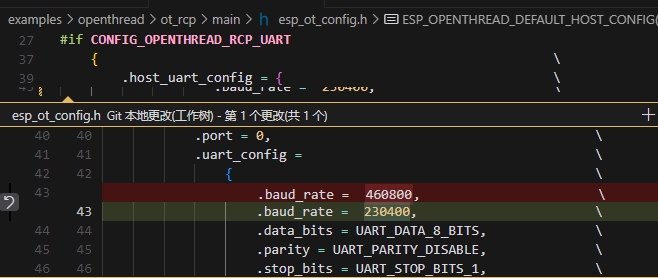 examples > openthread > ot_rcp > main > h esp_ot_config.h > ESP_OPENTHREAD_DEFAULT_HOST_CONFIG(
27 #if CONFIG_OPENTHREAD_RCP_UART
37 { \
39 .host_uart_config = { \
.baud_rate = 230400, \
esp_ot_config.h Git 本地更改(工作树) - 第 1 个更改(共 1 个)
40 40 .port = 0, \
41 41 .uart_config = \
42 42 { \
43 .baud_rate = 460800, \
43 .baud_rate = 230400, \
44 44 .data_bits = UART_DATA_8_BITS, \
45 45 .parity = UART_PARITY_DISABLE, \
46 46 .stop_bits = UART_STOP_BITS_1, \